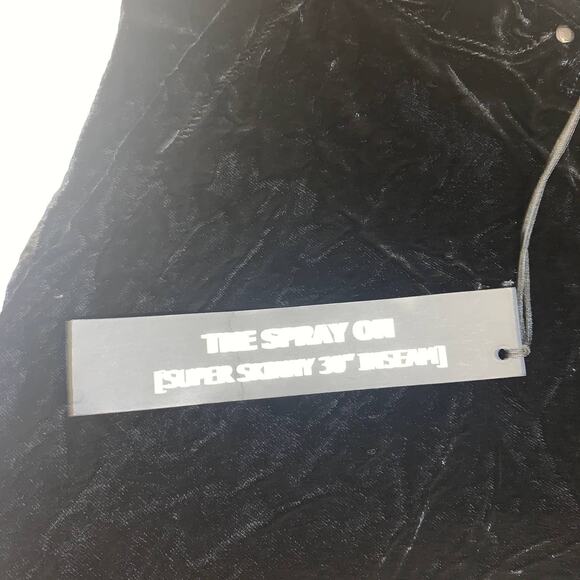 THE SPRAY ON
[SUPER SKINNY 30" INSEAM]